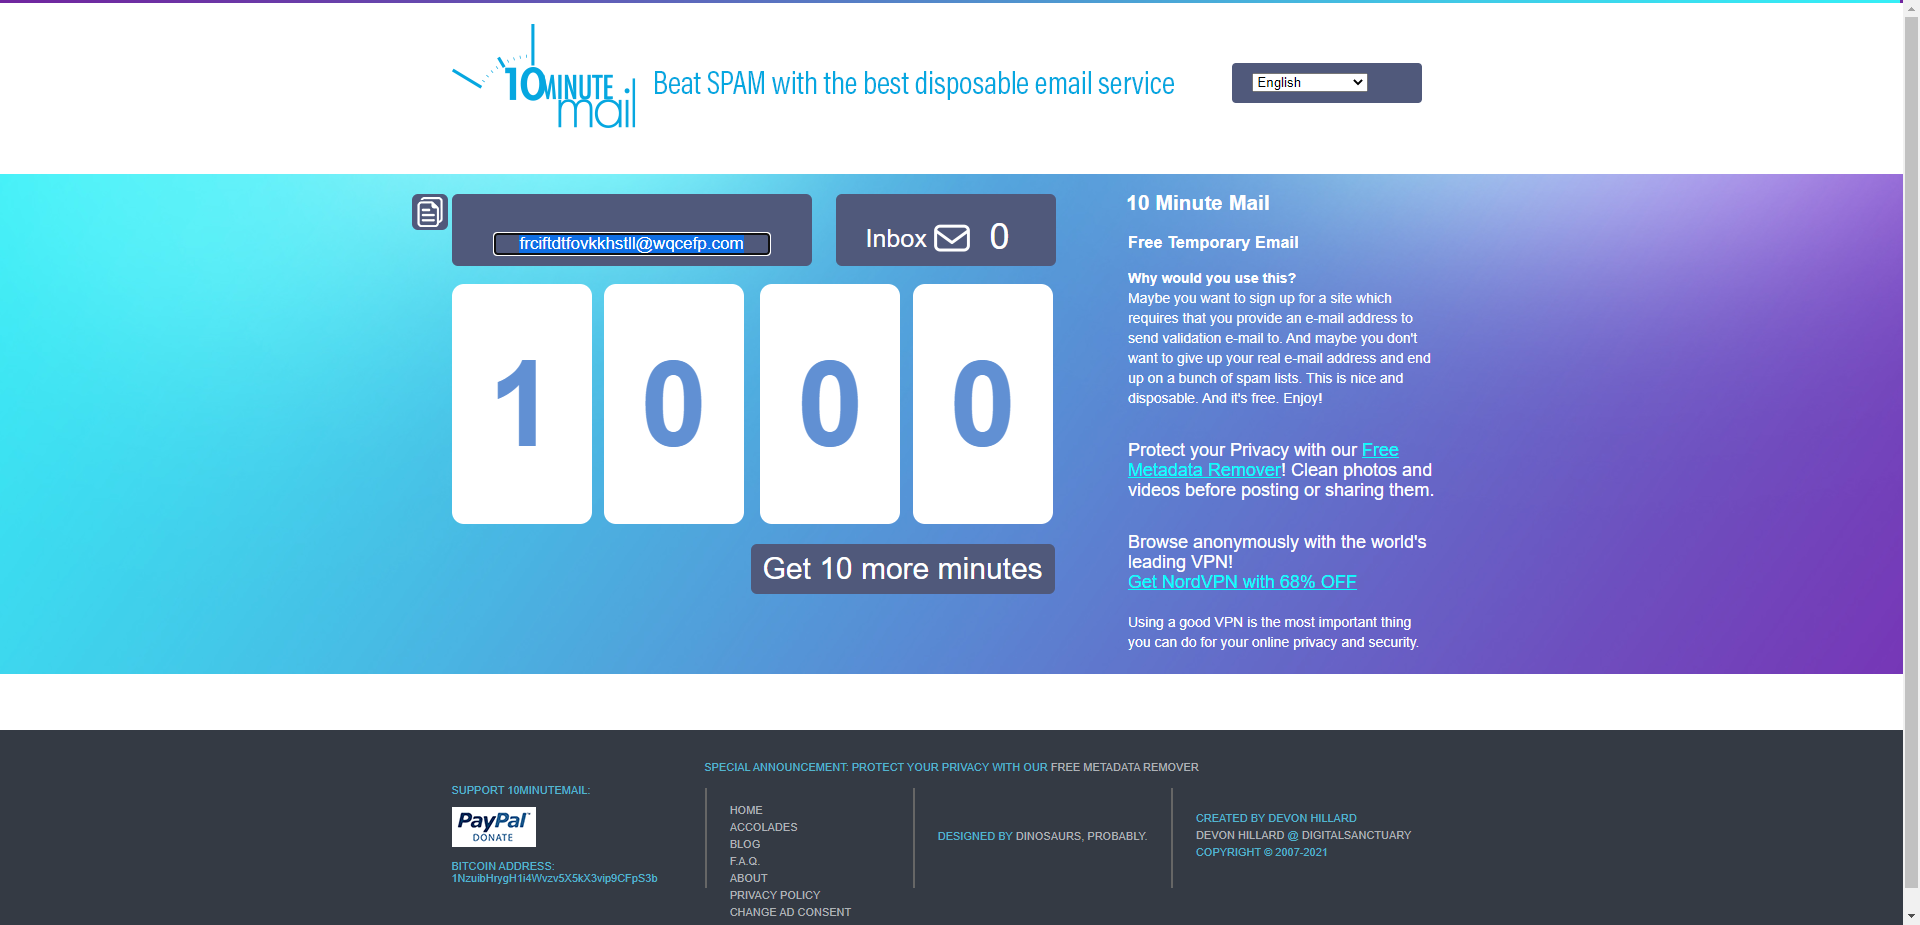 10MINUTE
mail
Beat SPAM with the best disposable email service
English
frciftdtfovkkhstll@wqcefp.com
Inbox 0
1 0 0 0
Get 10 more minutes
10 Minute Mail
Free Temporary Email
Why would you use this?
Maybe you want to sign up for a site which
requires that you provide an e-mail address to
send validation e-mail to. And maybe you don't
want to give up your real e-mail address and end
up on a bunch of spam lists. This is nice and
disposable. And it's free. Enjoy!
Protect your Privacy with our Free
Metadata Remover! Clean photos and
videos before posting or sharing them.
Browse anonymously with the world's
leading VPN!
Get NordVPN with 68% OFF
Using a good VPN is the most important thing
you can do for your online privacy and security.
SPECIAL ANNOUNCEMENT: PROTECT YOUR PRIVACY WITH OUR FREE METADATA REMOVER
SUPPORT 10MINUTEMAIL:
PayPal
DONATE
BITCOIN ADDRESS:
1NzuibHrygH1i4Wvzv5X5kX3vip9CFpS3b
HOME
ACCOLADES
BLOG
F.A.Q.
ABOUT
PRIVACY POLICY
CHANGE AD CONSENT
DESIGNED BY DINOSAURS, PROBABLY.
CREATED BY DEVON HILLARD
DEVON HILLARD @ DIGITALSANCTUARY
COPYRIGHT © 2007-2021